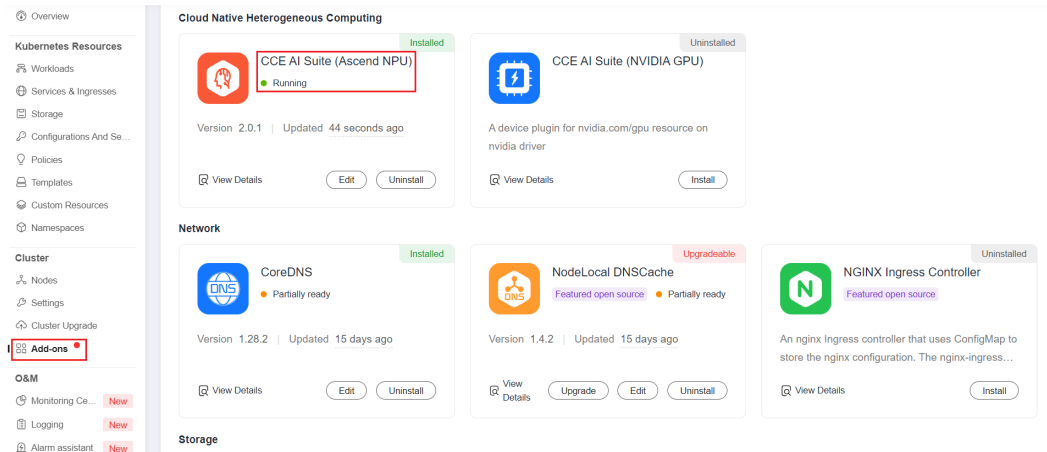 Overview
Kubernetes Resources
Workloads
Services & Ingresses
Storage
Configurations And Se...
Policies
Templates
Custom Resources
Namespaces
Cluster
Nodes
Settings
Cluster Upgrade
Add-ons
O&M
Monitoring Ce... New
Logging New
Alarm assistant New
Cloud Native Heterogeneous Computing
Installed
CCE AI Suite (Ascend NPU)
Running
Version 2.0.1 | Updated 44 seconds ago
View Details Edit Uninstall
Uninstalled
CCE AI Suite (NVIDIA GPU)
A device plugin for nvidia.com/gpu resource on
nvidia driver
View Details Install
Network
Installed
DNS
CoreDNS
Partially ready
Version 1.28.2 | Updated 15 days ago
View Details Edit Uninstall
Upgradeable
DNS
NodeLocal DNSCache
Featured open source Partially ready
Version 1.4.2 | Updated 15 days ago
View
Details Upgrade Edit Uninstall
Uninstalled
N
NGINX Ingress Controller
Featured open source
An nginx Ingress controller that uses ConfigMap to
store the nginx configuration. The nginx-ingress...
View Details Install
Storage